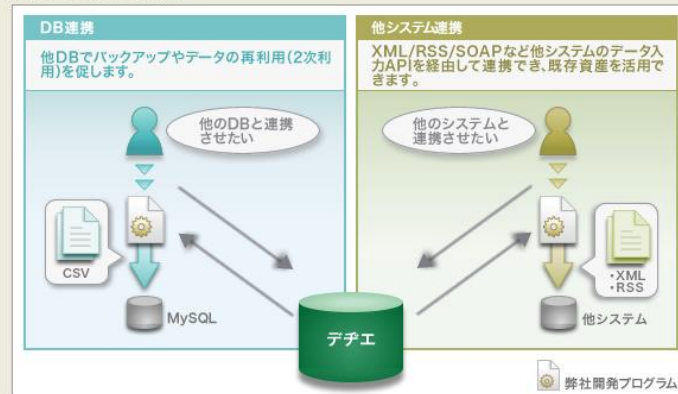 DB連携
他DBでバックアップやデータの再利用(2次利
用)を促します。
他のDBと連携
させたい
CSV
MySQL
他システム連携
XML/RSS/SOAPなど他システムのデータ入
力APIを経由して連携でき、既存資産を活用で
きます。
他のシステムと
連携させたい
・XML
・RSS
他システム
デヂエ
弊社開発プログラム